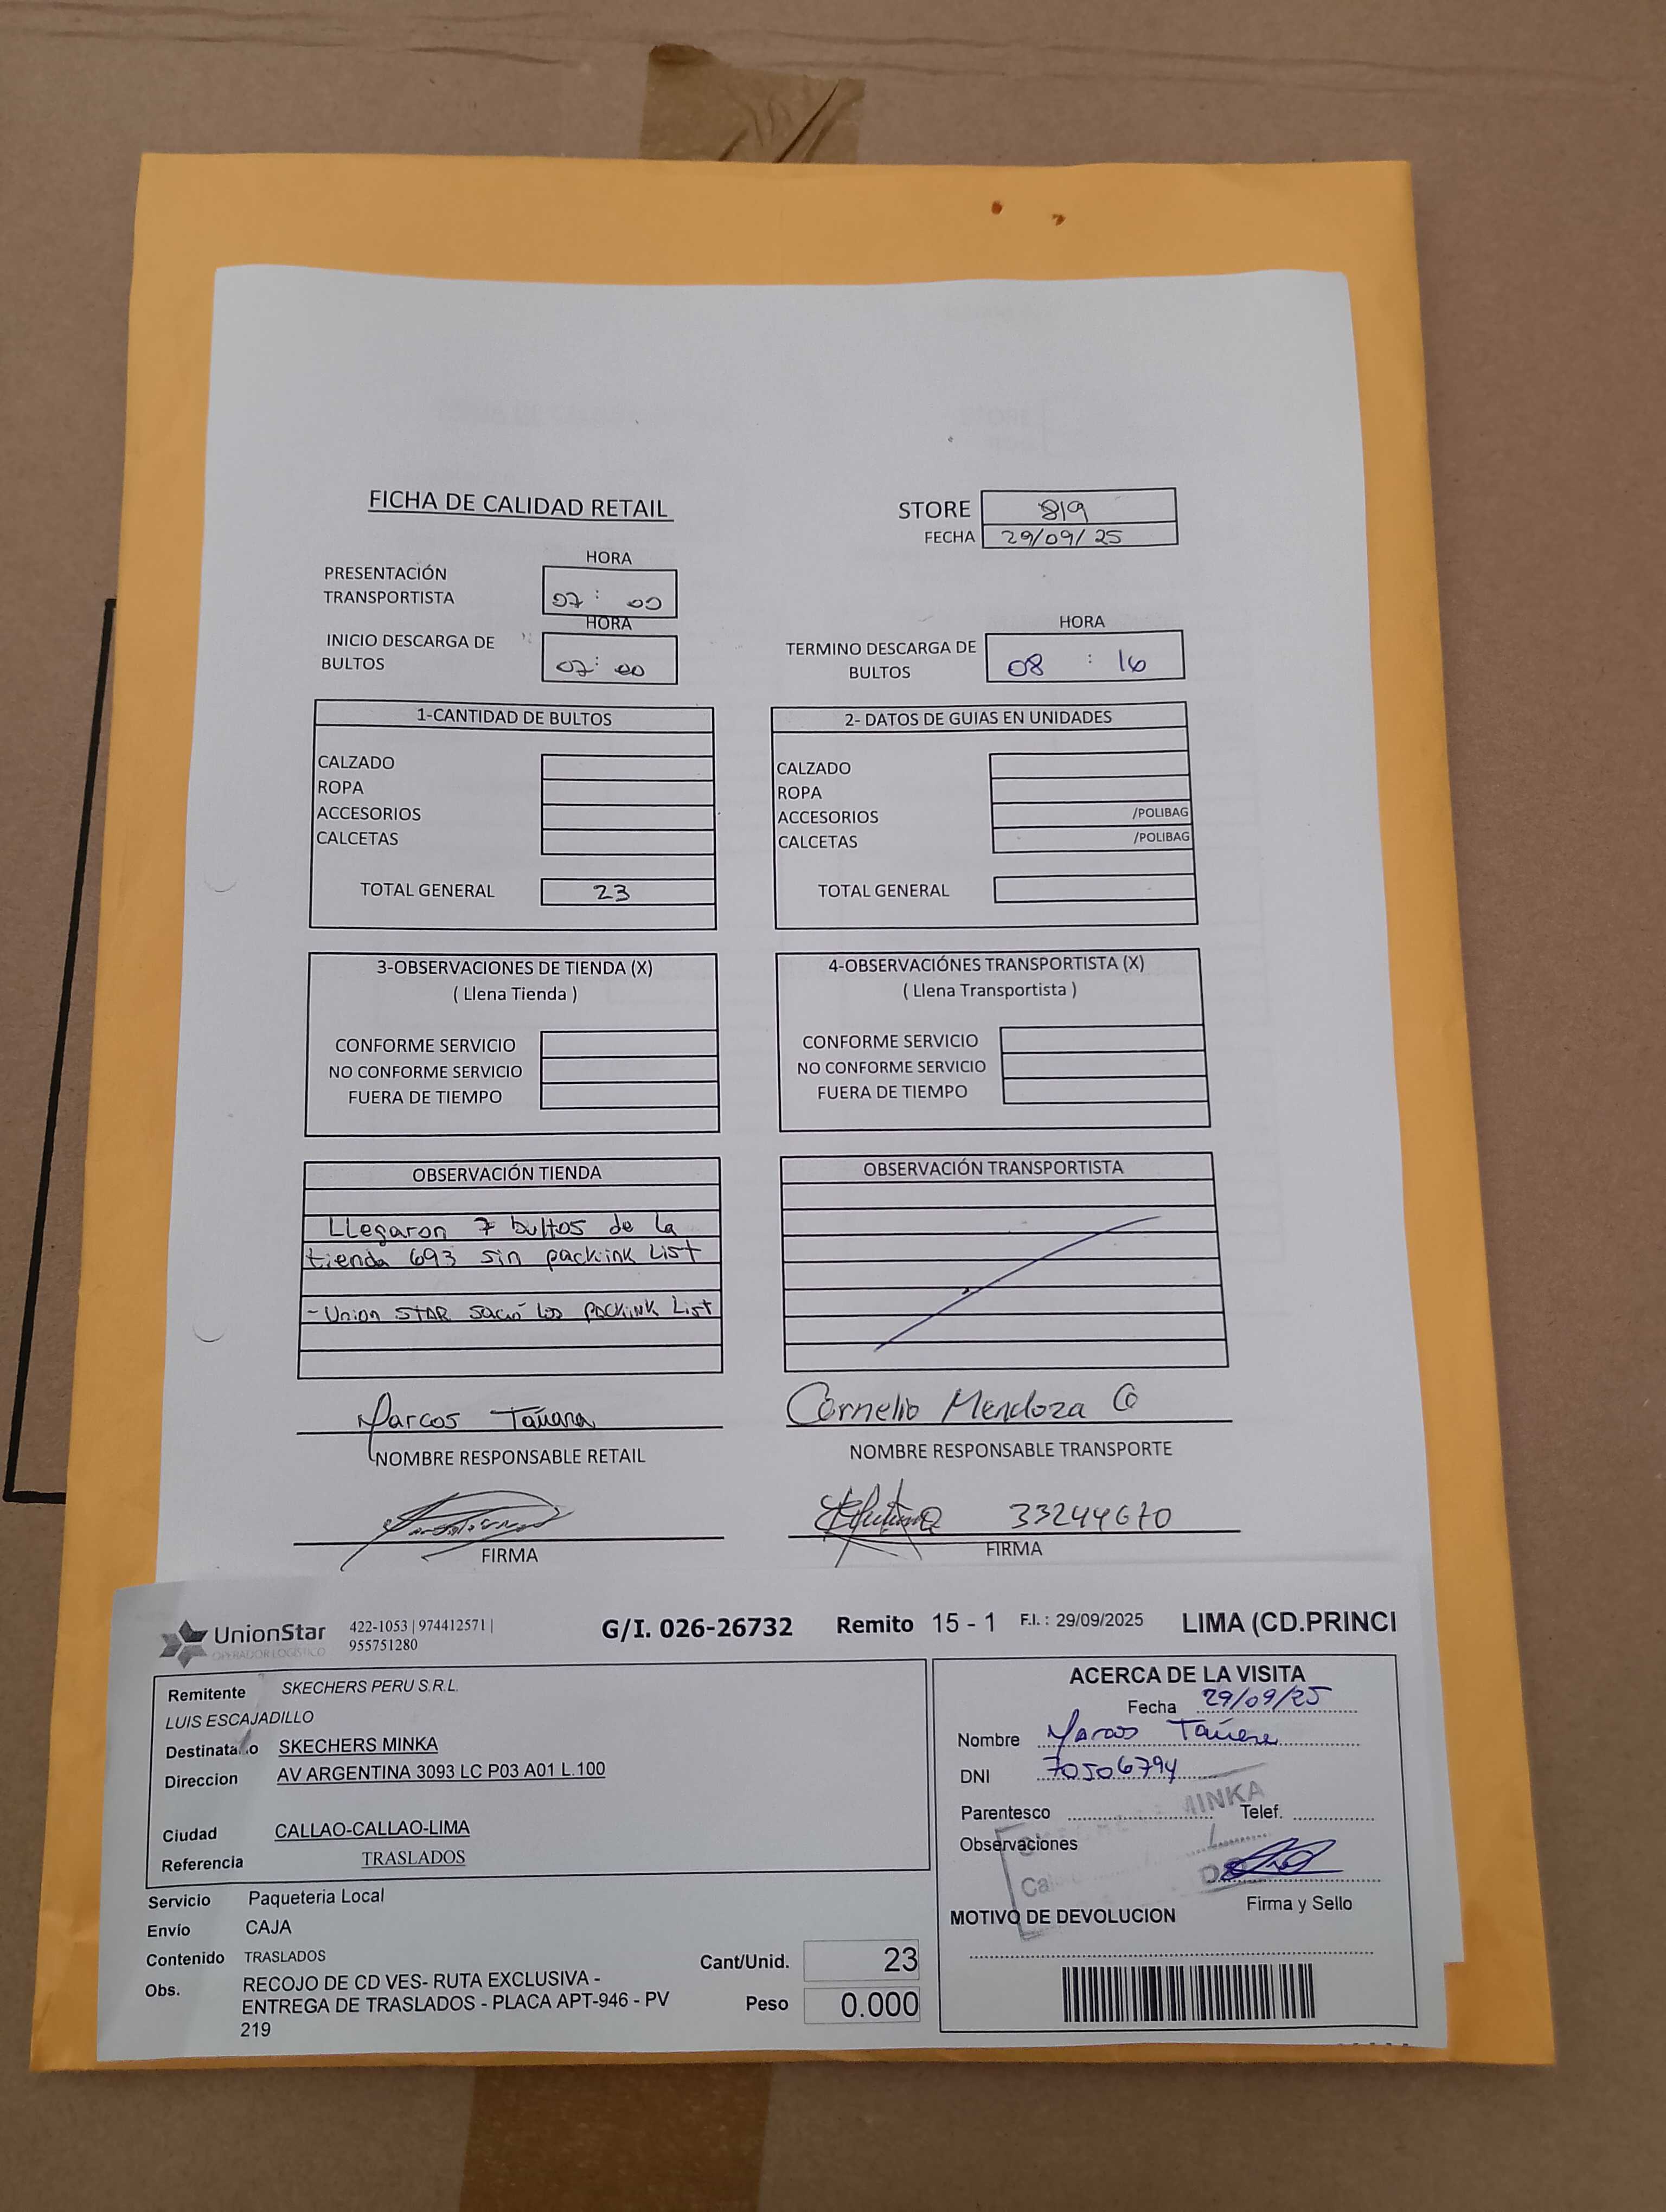 FICHA DE CALIDAD RETAIL
STORE 819
FECHA 29/09/25
HORA
PRESENTACIÓN
TRANSPORTISTA 07 : 00
HORA
INICIO DESCARGA DE
BULTOS 07 : 00
HORA
TERMINO DESCARGA DE
BULTOS 08 : 16
1-CANTIDAD DE BULTOS
CALZADO
ROPA
ACCESORIOS
CALCETAS
TOTAL GENERAL 23
2- DATOS DE GUIAS EN UNIDADES
CALZADO
ROPA
ACCESORIOS /POLIBAG
CALCETAS /POLIBAG
TOTAL GENERAL
3-OBSERVACIONES DE TIENDA (X)
( Llena Tienda )
CONFORME SERVICIO
NO CONFORME SERVICIO
FUERA DE TIEMPO
4-OBSERVACIÓNES TRANSPORTISTA (X)
( Llena Transportista )
CONFORME SERVICIO
NO CONFORME SERVICIO
FUERA DE TIEMPO
OBSERVACIÓN TIENDA
Llegaron 7 bultos de la
tienda 693 sin packink List
- Union STAR sacó los packink List
OBSERVACIÓN TRANSPORTISTA
Marcos Tañara
NOMBRE RESPONSABLE RETAIL
FIRMA
Cornelio Mendoza Co
NOMBRE RESPONSABLE TRANSPORTE
33244670
FIRMA
UnionStar
OPERADOR LOGISTICO
422-1053 | 974412571 |
955751280
G/I. 026-26732 Remito 15 - 1 F.I. : 29/09/2025 LIMA (CD.PRINCI
Remitente SKECHERS PERU S.R.L.
LUIS ESCAJADILLO
Destinata..o SKECHERS MINKA
Direccion AV ARGENTINA 3093 LC P03 A01 L.100
Ciudad CALLAO-CALLAO-LIMA
Referencia TRASLADOS
Servicio Paqueteria Local
Envío CAJA
Contenido TRASLADOS
Obs. RECOJO DE CD VES- RUTA EXCLUSIVA -
ENTREGA DE TRASLADOS - PLACA APT-946 - PV
219
Cant/Unid. 23
Peso 0.000
ACERCA DE LA VISITA
Fecha 29/09/25
Nombre Marcos Tañara
DNI 70506794
Parentesco Telef.
Observaciones
MINKA
Firma y Sello
MOTIVO DE DEVOLUCION